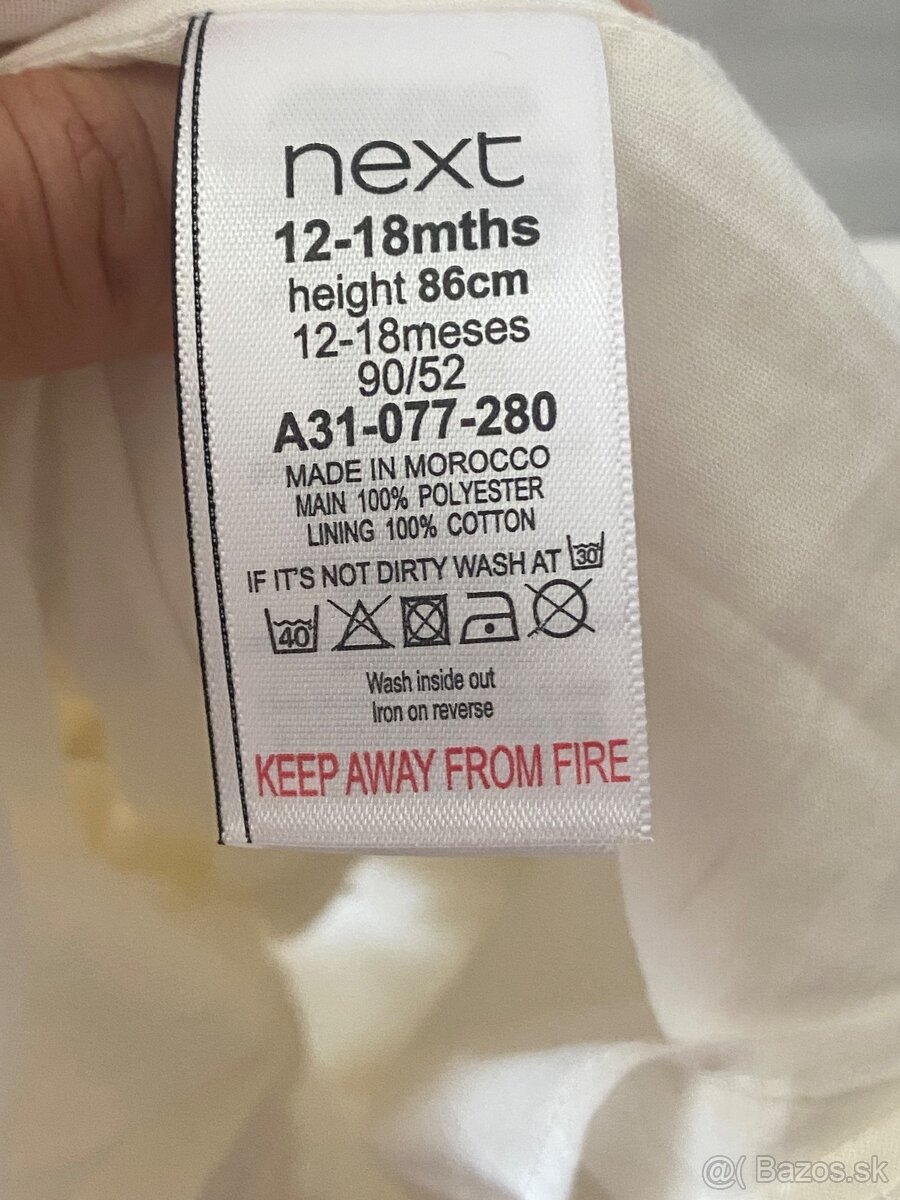 next
12-18mths
height 86cm
12-18meses
90/52
A31-077-280
MADE IN MOROCCO
MAIN 100% POLYESTER
LINING 100% COTTON
IF IT'S NOT DIRTY WASH AT 30
40
Wash inside out
Iron on reverse
KEEP AWAY FROM FIRE
@( Bazos.sk